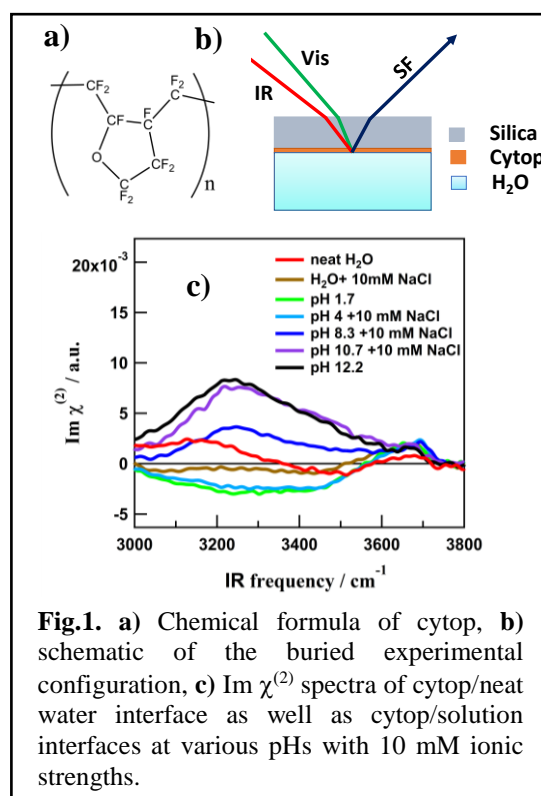 a)
CF2
CF2
CF
F
C
O
CF2
CF2
n
b)
Vis
IR
SF
Silica
Cytop
H2O
c)
20x10-3
15
10
5
0
-5
Im χ(2) / a.u.
neat H2O
H2O+ 10mM NaCl
pH 1.7
pH 4 +10 mM NaCl
pH 8.3 +10 mM NaCl
pH 10.7 +10 mM NaCl
pH 12.2
3000
3200
3400
3600
3800
IR frequency / cm-1
Fig.1. a) Chemical formula of cytop, b)
schematic of the buried experimental
configuration, c) Im χ(2) spectra of cytop/neat
water interface as well as cytop/solution
interfaces at various pHs with 10 mM ionic
strengths.